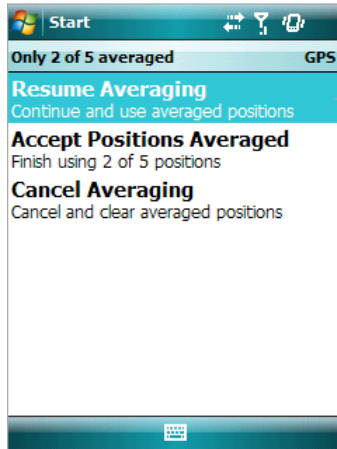 Start
Only 2 of 5 averaged GPS
Resume Averaging
Continue and use averaged positions
Accept Positions Averaged
Finish using 2 of 5 positions
Cancel Averaging
Cancel and clear averaged positions